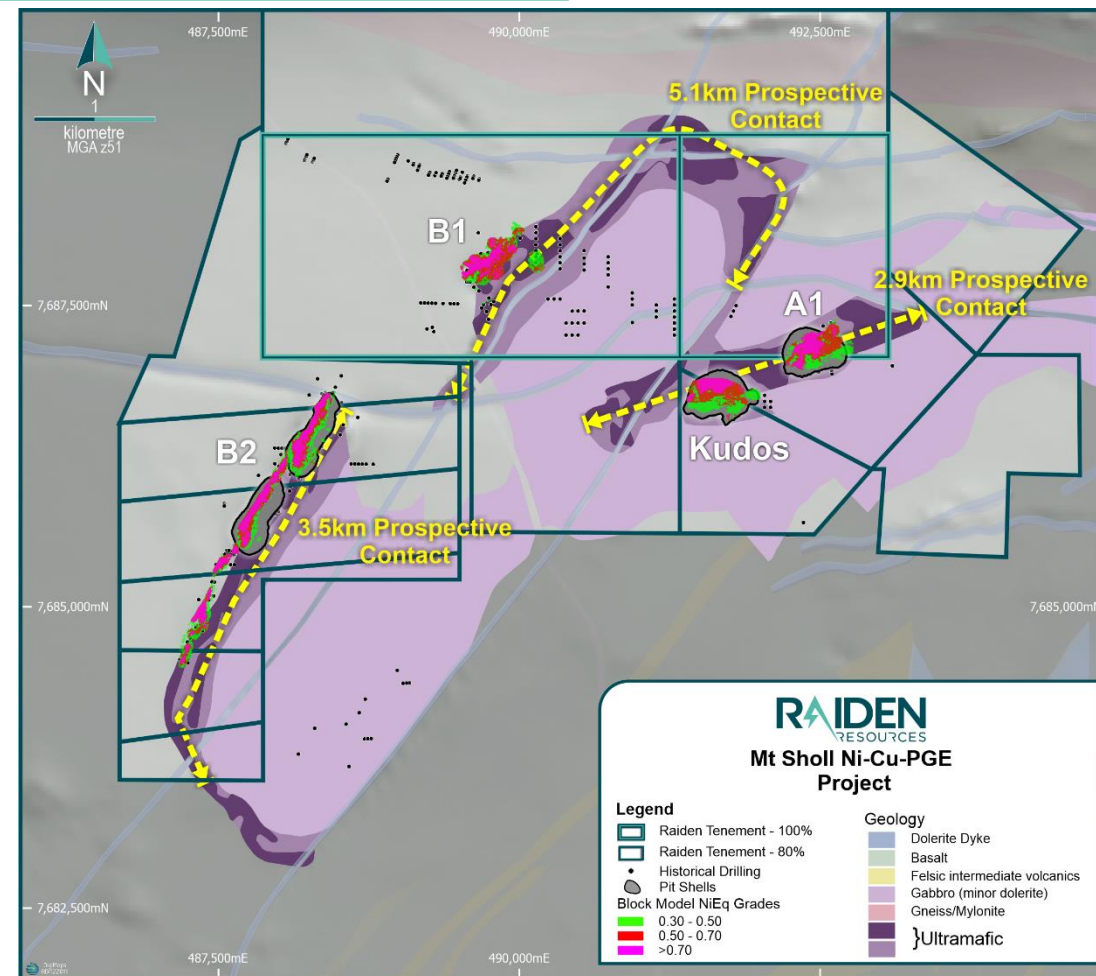 487,500mE
490,000mE
492,500mE
N
1
kilometre
MGA z51
5.1km Prospective
Contact
B1
7,687,500mN
2.9km Prospective
Contact
A1
Kudos
B2
3.5km Prospective
Contact
7,685,000mN
7,685,000mN
RAIDEN
RESOURCES
Mt Sholl Ni-Cu-PGE
Project
Legend
Raiden Tenement - 100%
Raiden Tenement - 80%
Historical Drilling
Pit Shells
Block Model NiEq Grades
0.30 - 0.50
0.50 - 0.70
>0.70
Geology
Dolerite Dyke
Basalt
Felsic intermediate volcanics
Gabbro (minor dolerite)
Gneiss/Mylonite
}Ultramafic
7,682,500mN
487,500mE
490,000mE
492,500mE